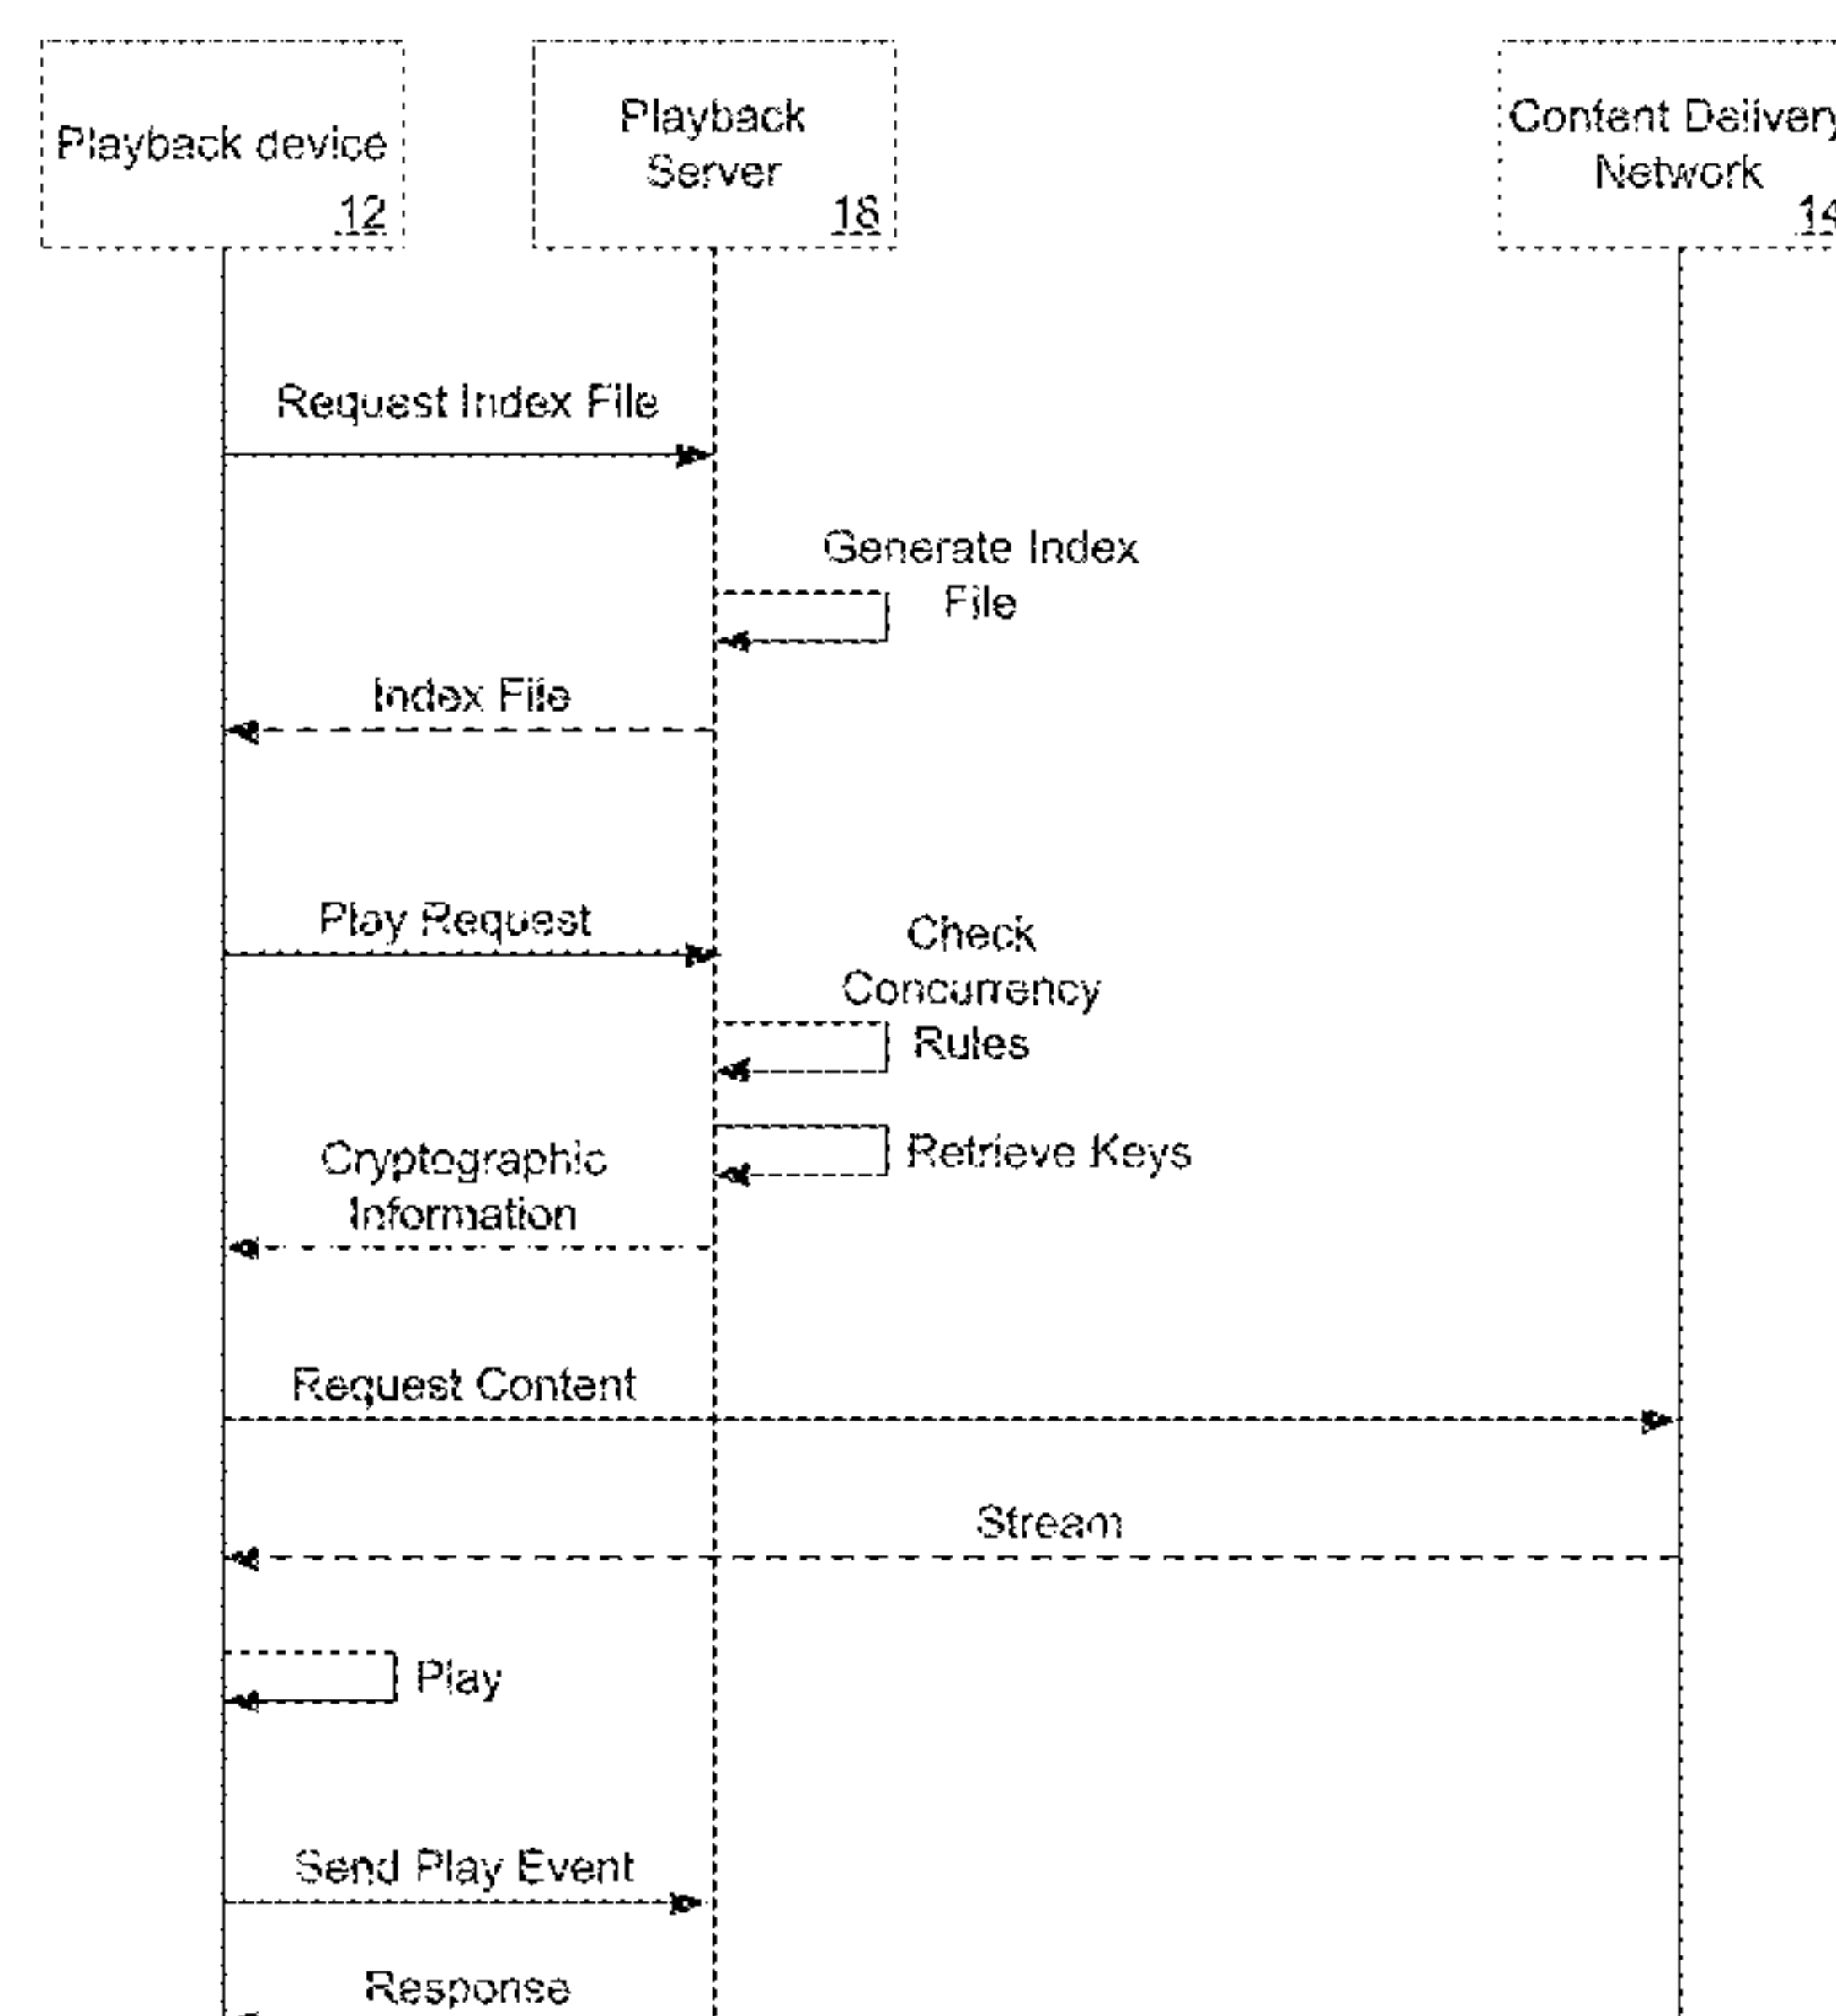 Playback device
12
Playback
Server
18
Content Delivery
Network
14
Request Index File
Generate Index
File
Index File
Play Request
Check
Concurrency
Rules
Retrieve Keys
Cryptographic
Information
Request Content
Stream
Play
Send Play Event
Response